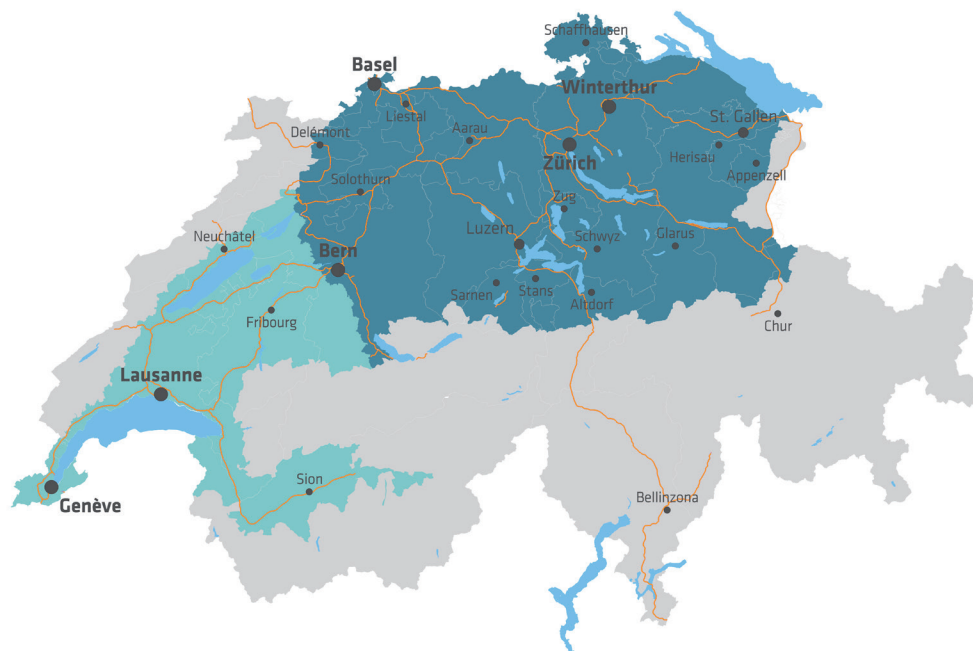 Schaffhausen
Basel
Winterthur
Liestal
Delémont
Aarau
St. Gallen
Zürich
Herisau
Appenzell
Solothurn
Zug
Neuchâtel
Luzern
Schwyz
Glarus
Bern
Sarnen
Stans
Altdorf
Fribourg
Chur
Lausanne
Sion
Genève
Bellinzona